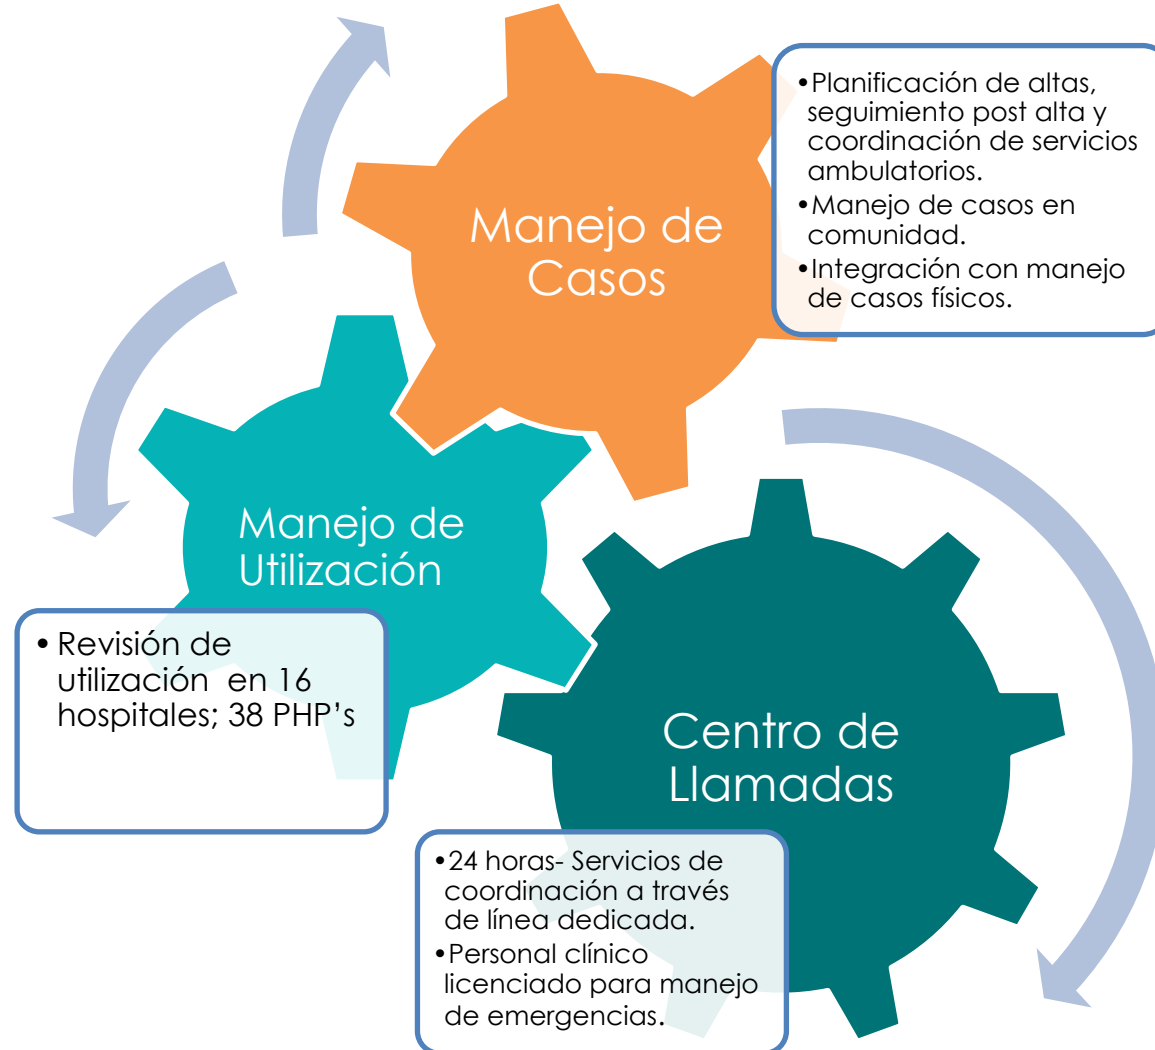 Manejo de
Casos
•Planificación de altas,
seguimiento post alta y
coordinación de servicios
ambulatorios.
•Manejo de casos en
comunidad.
•Integración con manejo
de casos físicos.
Manejo de
Utilización
• Revisión de
utilización  en 16
hospitales; 38 PHP’s
Centro de
Llamadas
•24 horas- Servicios de
coordinación a través
de línea dedicada.
•Personal clínico
licenciado para manejo
de emergencias.